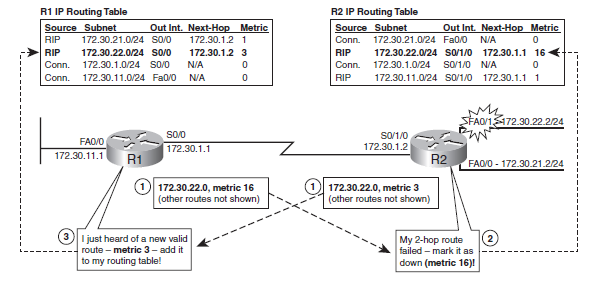 R1 IP Routing Table
Source Subnet Out Int. Next-Hop Metric
RIP 172.30.21.0/24 S0/0 172.30.1.2 1
RIP 172.30.22.0/24 S0/0 172.30.1.2 3
Conn. 172.30.1.0/24 S0/0 N/A 0
Conn. 172.30.11.0/24 Fa0/0 N/A 0
R2 IP Routing Table
Source Subnet Out Int. Next-Hop Metric
Conn. 172.30.21.0/24 Fa0/0 N/A 0
RIP 172.30.22.0/24 S0/1/0 172.30.1.1 16
Conn. 172.30.1.0/24 S0/1/0 N/A 0
RIP 172.30.11.0/24 S0/1/0 172.30.1.1 1
FA0/0
172.30.11.1
R1
S0/0
172.30.1.1
S0/1/0
172.30.1.2
R2
FA0/1 - 172.30.22.2/24
FA0/0 - 172.30.21.2/24
1
172.30.22.0, metric 16
(other routes not shown)
1
172.30.22.0, metric 3
(other routes not shown)
3
I just heard of a new valid
route – metric 3 – add it
to my routing table!
My 2-hop route
failed – mark it as
down (metric 16)!
2